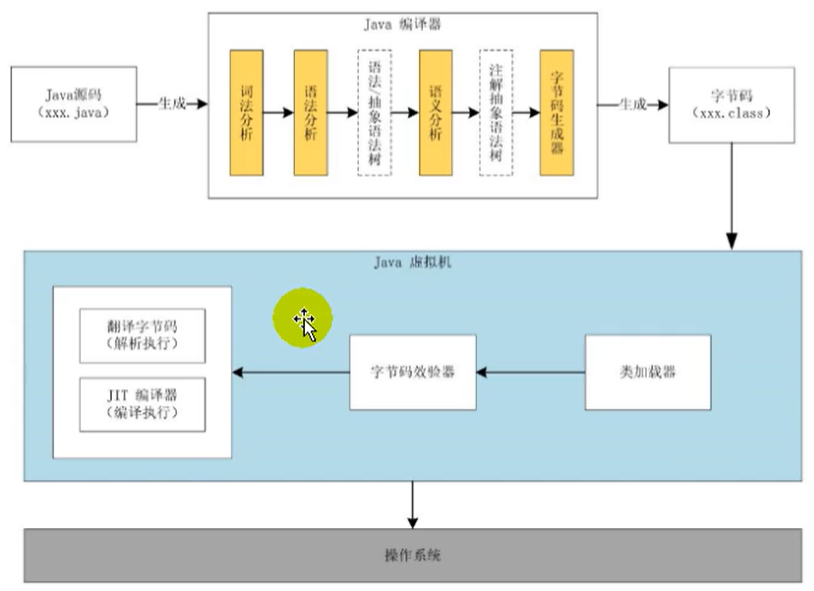 Java 编译器
Java源码
（xxx.java）
生成
词法分析
语法分析
语法/抽象语法树
语义分析
注解抽象语法树
字节码生成器
生成
字节码
（xxx.class）
Java 虚拟机
翻译字节码
（解析执行）
JIT 编译器
（编译执行）
字节码效验器
类加载器
操作系统